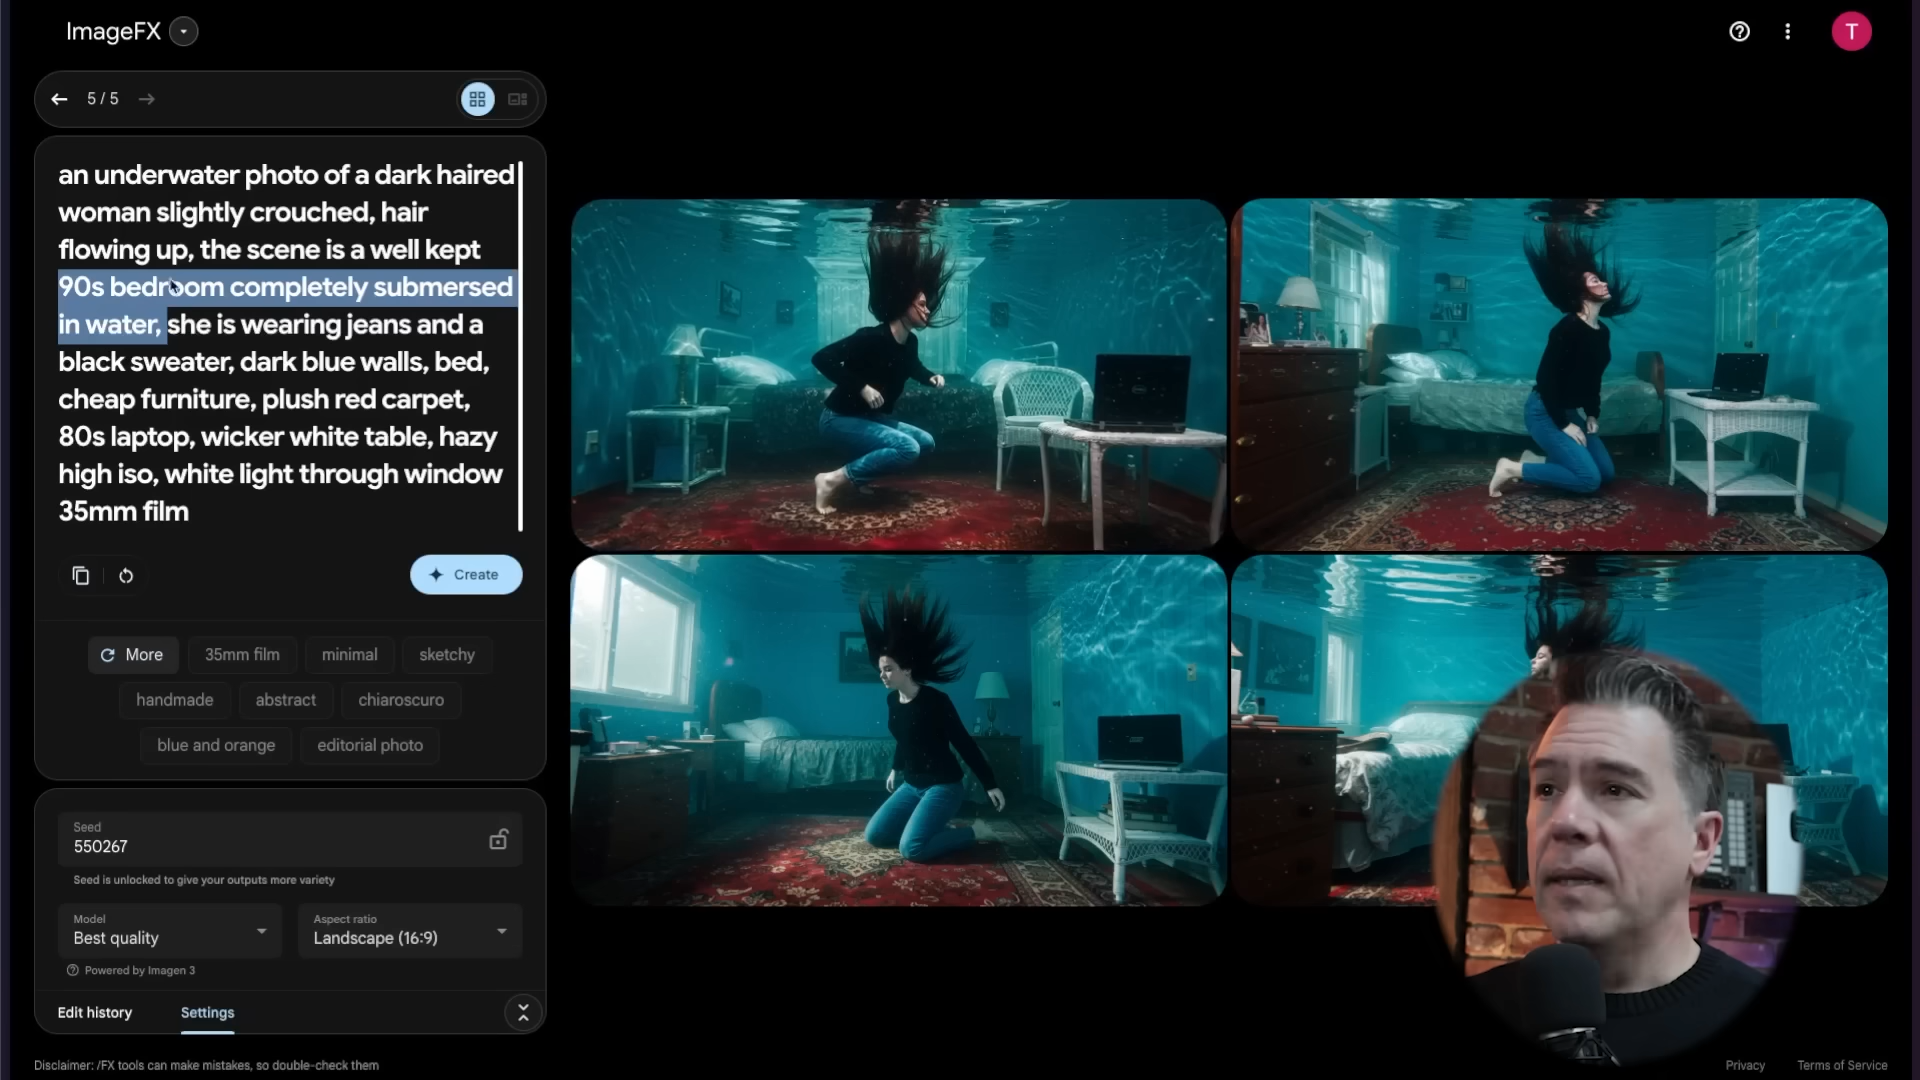 ImageFX
T
5 / 5
an underwater photo of a dark haired
woman slightly crouched, hair
flowing up, the scene is a well kept
90s bedroom completely submersed
in water, she is wearing jeans and a
black sweater, dark blue walls, bed,
cheap furniture, plush red carpet,
80s laptop, wicker white table, hazy
high iso, white light through window
35mm film
Create
More
35mm film
minimal
sketchy
handmade
abstract
chiaroscuro
blue and orange
editorial photo
Seed
550267
Seed is unlocked to give your outputs more variety
Model
Best quality
Aspect ratio
Landscape (16:9)
Powered by Imagen 3
Edit history
Settings
Disclaimer: /FX tools can make mistakes, so double-check them
Privacy
Terms of Service